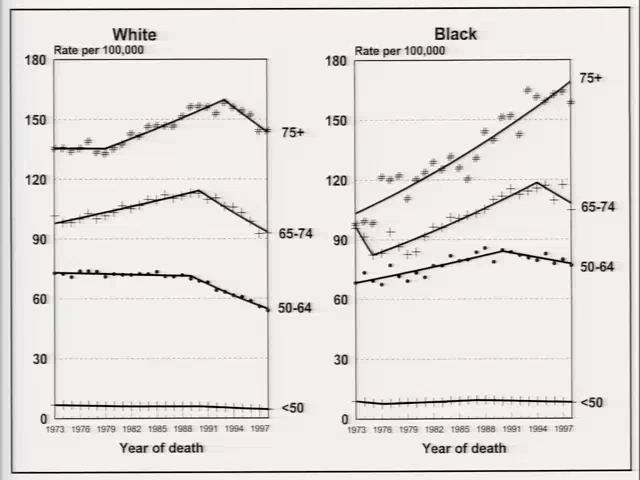 White
Rate per 100,000
180
150
120
90
60
30
0
75+
65-74
50-64
<50
1973 1976 1979 1982 1985 1988 1991 1994 1997
Year of death
Black
Rate per 100,000
180
150
120
90
60
30
0
75+
65-74
50-64
<50
1973 1976 1979 1982 1985 1988 1991 1994 1997
Year of death